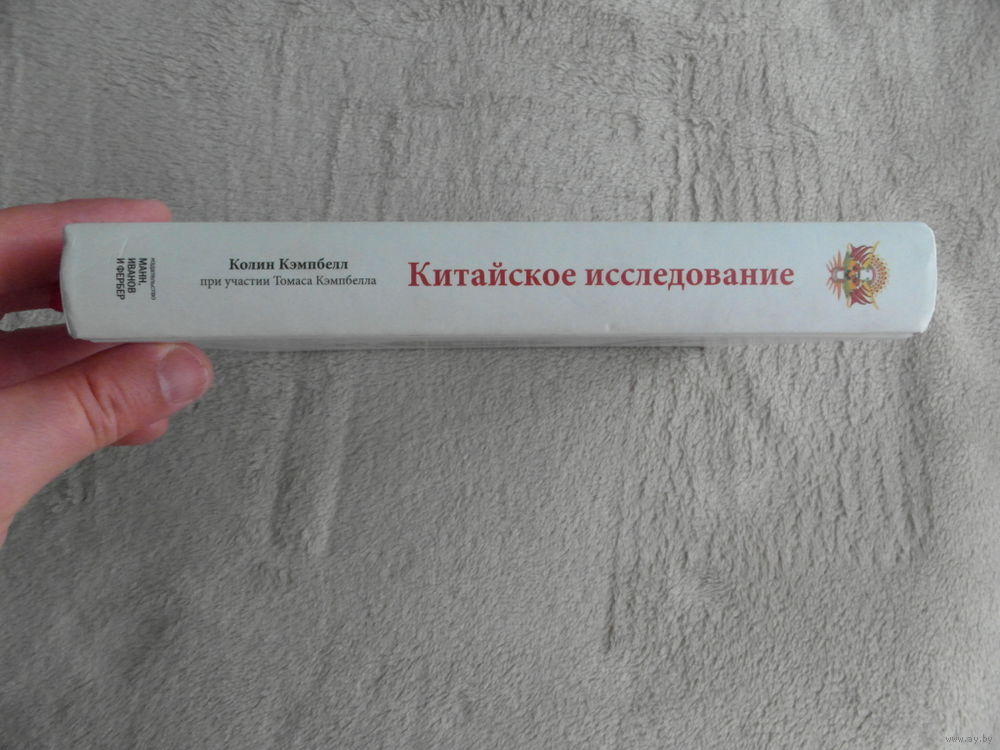 ИЗДАТЕЛЬСТВО
МАНН,
ИВАНОВ
И ФЕРБЕР
Колин Кэмпбелл
при участии Томаса Кэмпбелла
Китайское исследование
www.ay.by